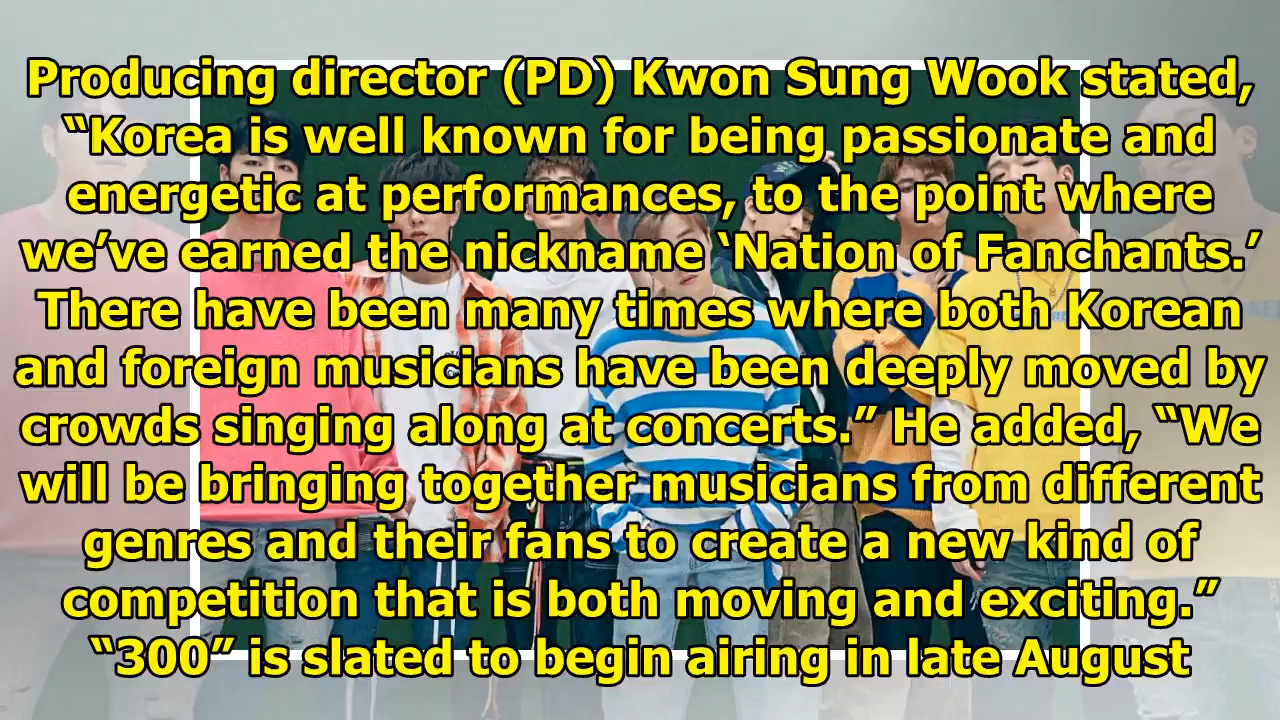 Producing director (PD) Kwon Sung Wook stated,
“Korea is well known for being passionate and
energetic at performances, to the point where
we’ve earned the nickname ‘Nation of Fanchants.’
There have been many times where both Korean
and foreign musicians have been deeply moved by
crowds singing along at concerts.” He added, “We
will be bringing together musicians from different
genres and their fans to create a new kind of
competition that is both moving and exciting.”
“300” is slated to begin airing in late August